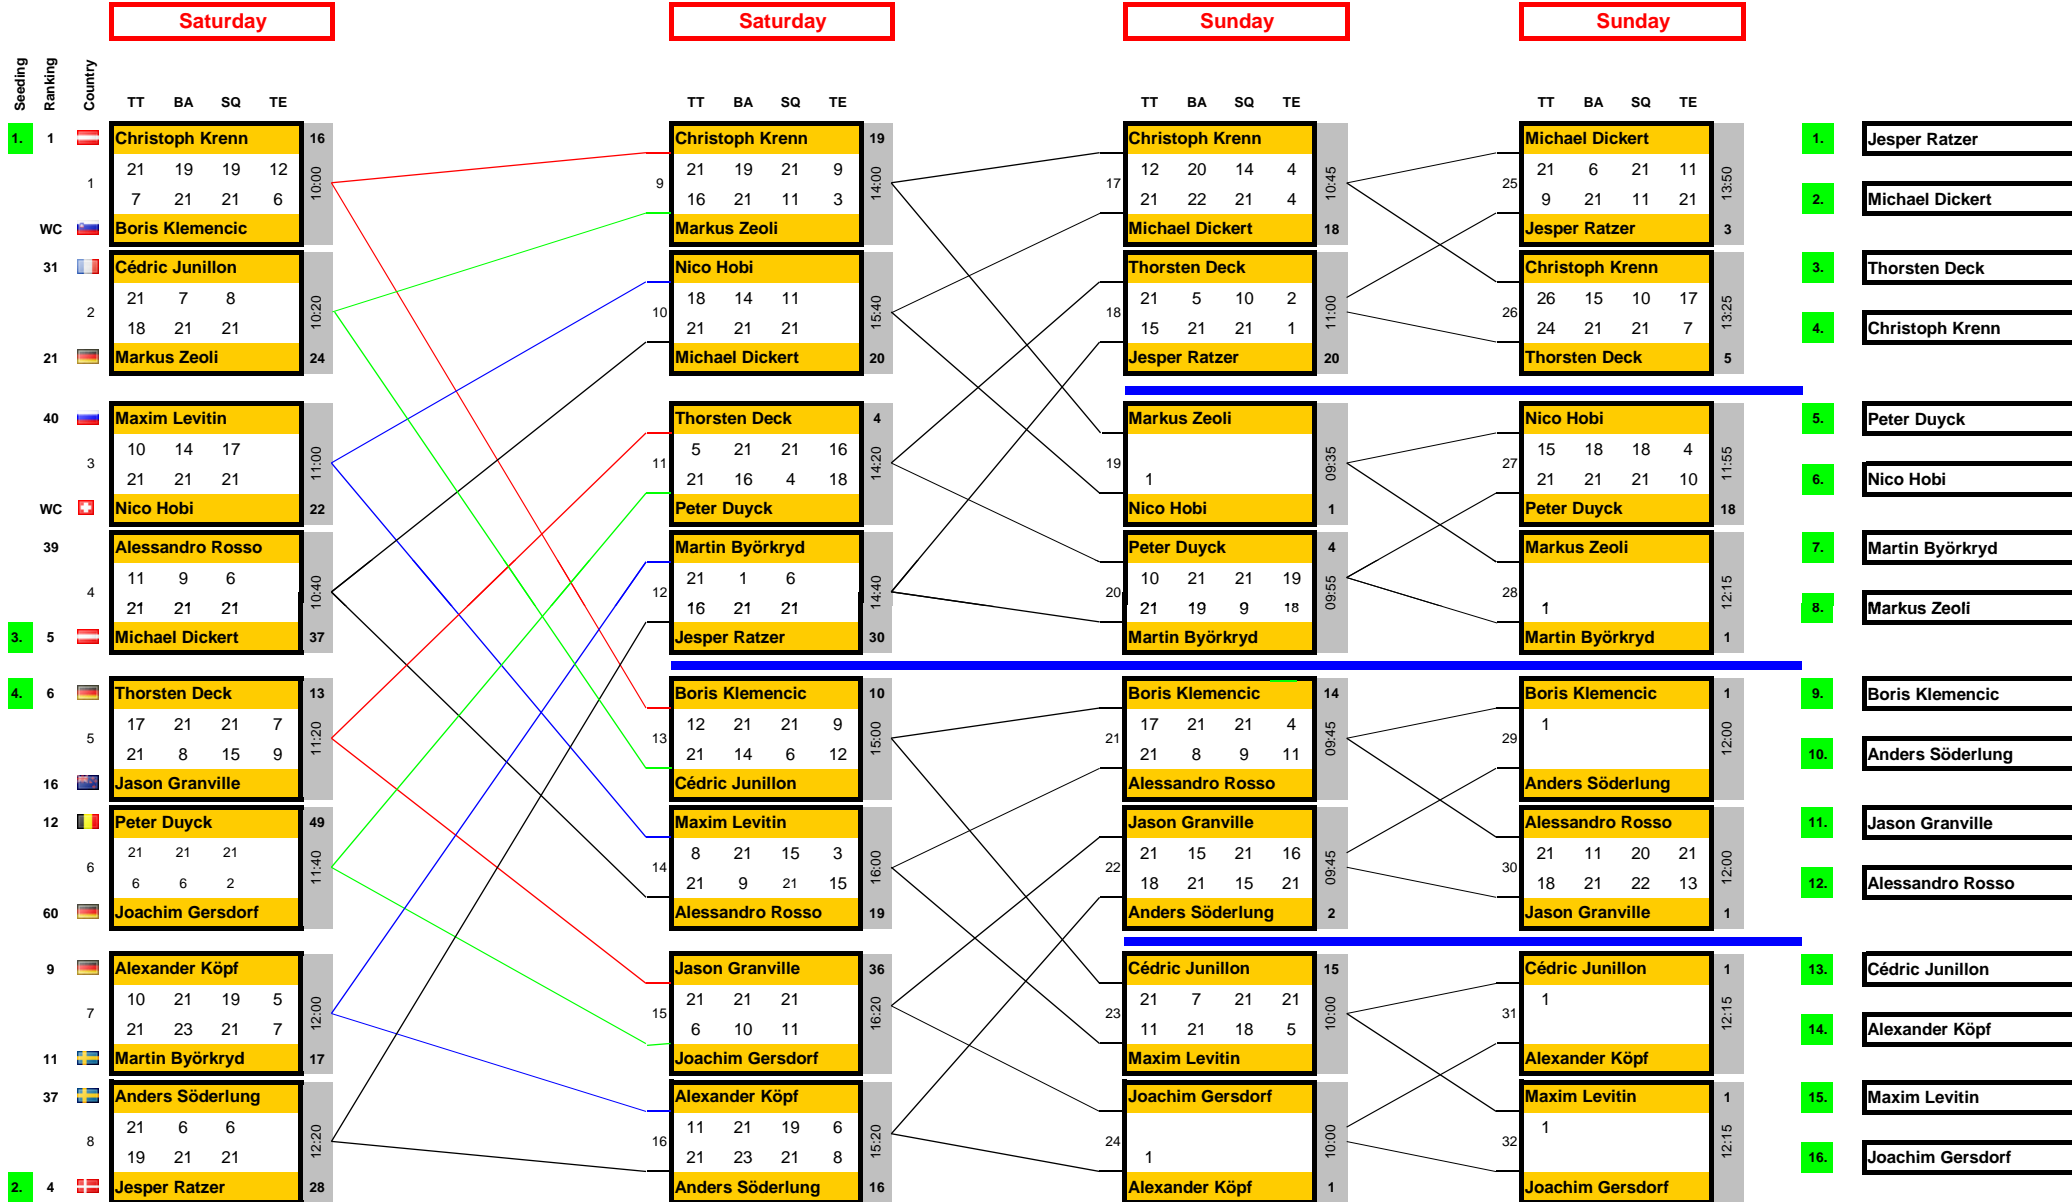 Saturday Saturday Sunday Sunday
Seeding Ranking Country
TT BA SQ TE TT BA SQ TE TT BA SQ TE TT BA SQ TE
1. 1 Christoph Krenn 16 Christoph Krenn 19 Christoph Krenn Michael Dickert 1. Jesper Ratzer
21 19 19 12 21 19 21 9 12 20 14 4 21 6 21 11
1 10:00 9 14:00 17 10:45 25 13:50
7 21 21 6 16 21 11 3 21 22 21 4 9 21 11 21 2. Michael Dickert
WC Boris Klemencic Markus Zeoli Michael Dickert 18 Jesper Ratzer 3
31 Cédric Junillon Nico Hobi Thorsten Deck Christoph Krenn 3. Thorsten Deck
21 7 8 18 14 11 21 5 10 2 26 15 10 17
2 10:20 10 15:40 18 11:00 26 13:25
18 21 21 21 21 21 15 21 21 1 24 21 21 7 4. Christoph Krenn
21 Markus Zeoli 24 Michael Dickert 20 Jesper Ratzer 20 Thorsten Deck 5
40 Maxim Levitin Thorsten Deck 4 Markus Zeoli Nico Hobi 5. Peter Duyck
10 14 17 5 21 21 16 15 18 18 4
3 11:00 11 14:20 19 09:35 27 11:55
21 21 21 21 16 4 18 1 21 21 21 10 6. Nico Hobi
WC Nico Hobi 22 Peter Duyck Nico Hobi 1 Peter Duyck 18
39 Alessandro Rosso Martin Byörkryd Peter Duyck 4 Markus Zeoli 7. Martin Byörkryd
11 9 6 21 1 6 10 21 21 19
4 10:40 12 14:40 20 09:55 28 12:15
21 21 21 16 21 21 21 19 9 18 1 8. Markus Zeoli
3. 5 Michael Dickert 37 Jesper Ratzer 30 Martin Byörkryd Martin Byörkryd 1
4. 6 Thorsten Deck 13 Boris Klemencic 10 Boris Klemencic 14 Boris Klemencic 1 9. Boris Klemencic
17 21 21 7 12 21 21 9 17 21 21 4 1
5 11:20 13 15:00 21 09:45 29 12:00
21 8 15 9 21 14 6 12 21 8 9 11 10. Anders Söderlung
16 Jason Granville Cédric Junillon Alessandro Rosso Anders Söderlung
12 Peter Duyck 49 Maxim Levitin Jason Granville Alessandro Rosso 11. Jason Granville
21 21 21 8 21 15 3 21 15 21 16 21 11 20 21
6 11:40 14 16:00 22 09:45 30 12:00
6 6 2 21 9 21 15 18 21 15 21 18 21 22 13 12. Alessandro Rosso
60 Joachim Gersdorf Alessandro Rosso 19 Anders Söderlung 2 Jason Granville 1
9 Alexander Köpf Jason Granville 36 Cédric Junillon 15 Cédric Junillon 1 13. Cédric Junillon
10 21 19 5 21 21 21 21 7 21 21 1
7 12:00 15 16:20 23 10:00 31 12:15
21 23 21 7 6 10 11 11 21 18 5 14. Alexander Köpf
11 Martin Byörkryd 17 Joachim Gersdorf Maxim Levitin Alexander Köpf
37 Anders Söderlung Alexander Köpf Joachim Gersdorf Maxim Levitin 1 15. Maxim Levitin
21 6 6 11 21 19 6 1
8 12:20 16 15:20 24 10:00 32 12:15
19 21 21 21 23 21 8 1 16. Joachim Gersdorf
2. 4 Jesper Ratzer 28 Anders Söderlung 16 Alexander Köpf 1 Joachim Gersdorf